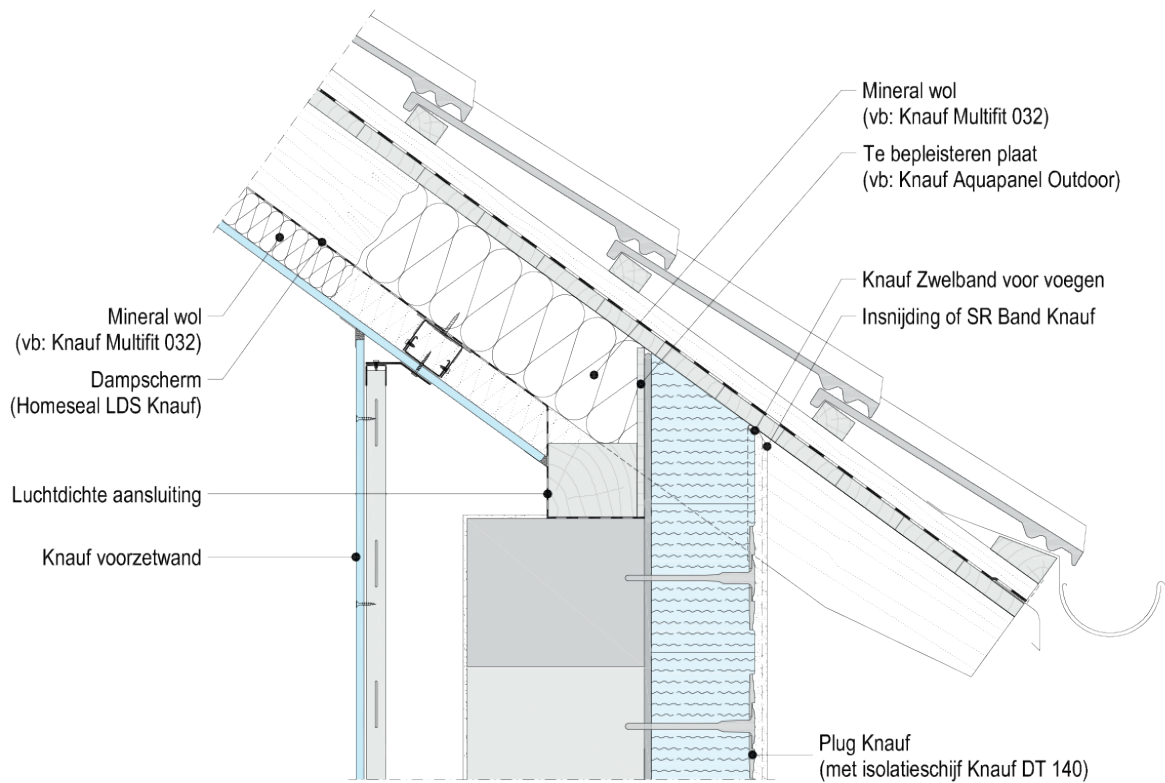 Mineral wol
(vb: Knauf Multifit 032)
Te bepleisteren plaat
(vb: Knauf Aquapanel Outdoor)
Knauf Zwelband voor voegen
Insnijding of SR Band Knauf
Mineral wol
(vb: Knauf Multifit 032)
Dampscherm
(Homeseal LDS Knauf)
Luchtdichte aansluiting
Knauf voorzetwand
Plug Knauf
(met isolatieschijf Knauf DT 140)